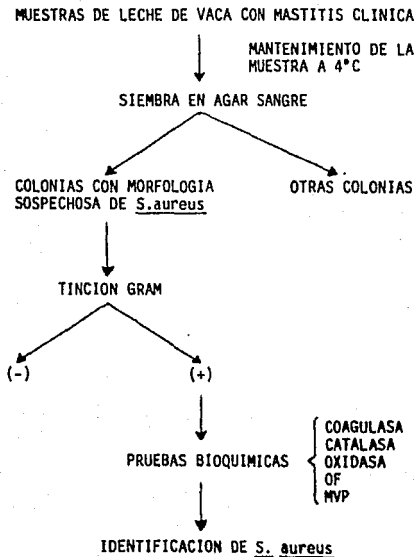 MUESTRAS DE LECHE DE VACA CON MASTITIS CLINICA
MANTENIMIENTO DE LA
MUESTRA A 4°C
SIEMBRA EN AGAR SANGRE
COLONIAS CON MORFOLOGIA
SOSPECHOSA DE S.aureus
OTRAS COLONIAS
TINCION GRAM
(-)
(+)
PRUEBAS BIOQUIMICAS
COAGULASA
CATALASA
OXIDASA
OF
MVP
IDENTIFICACION DE S. aureus